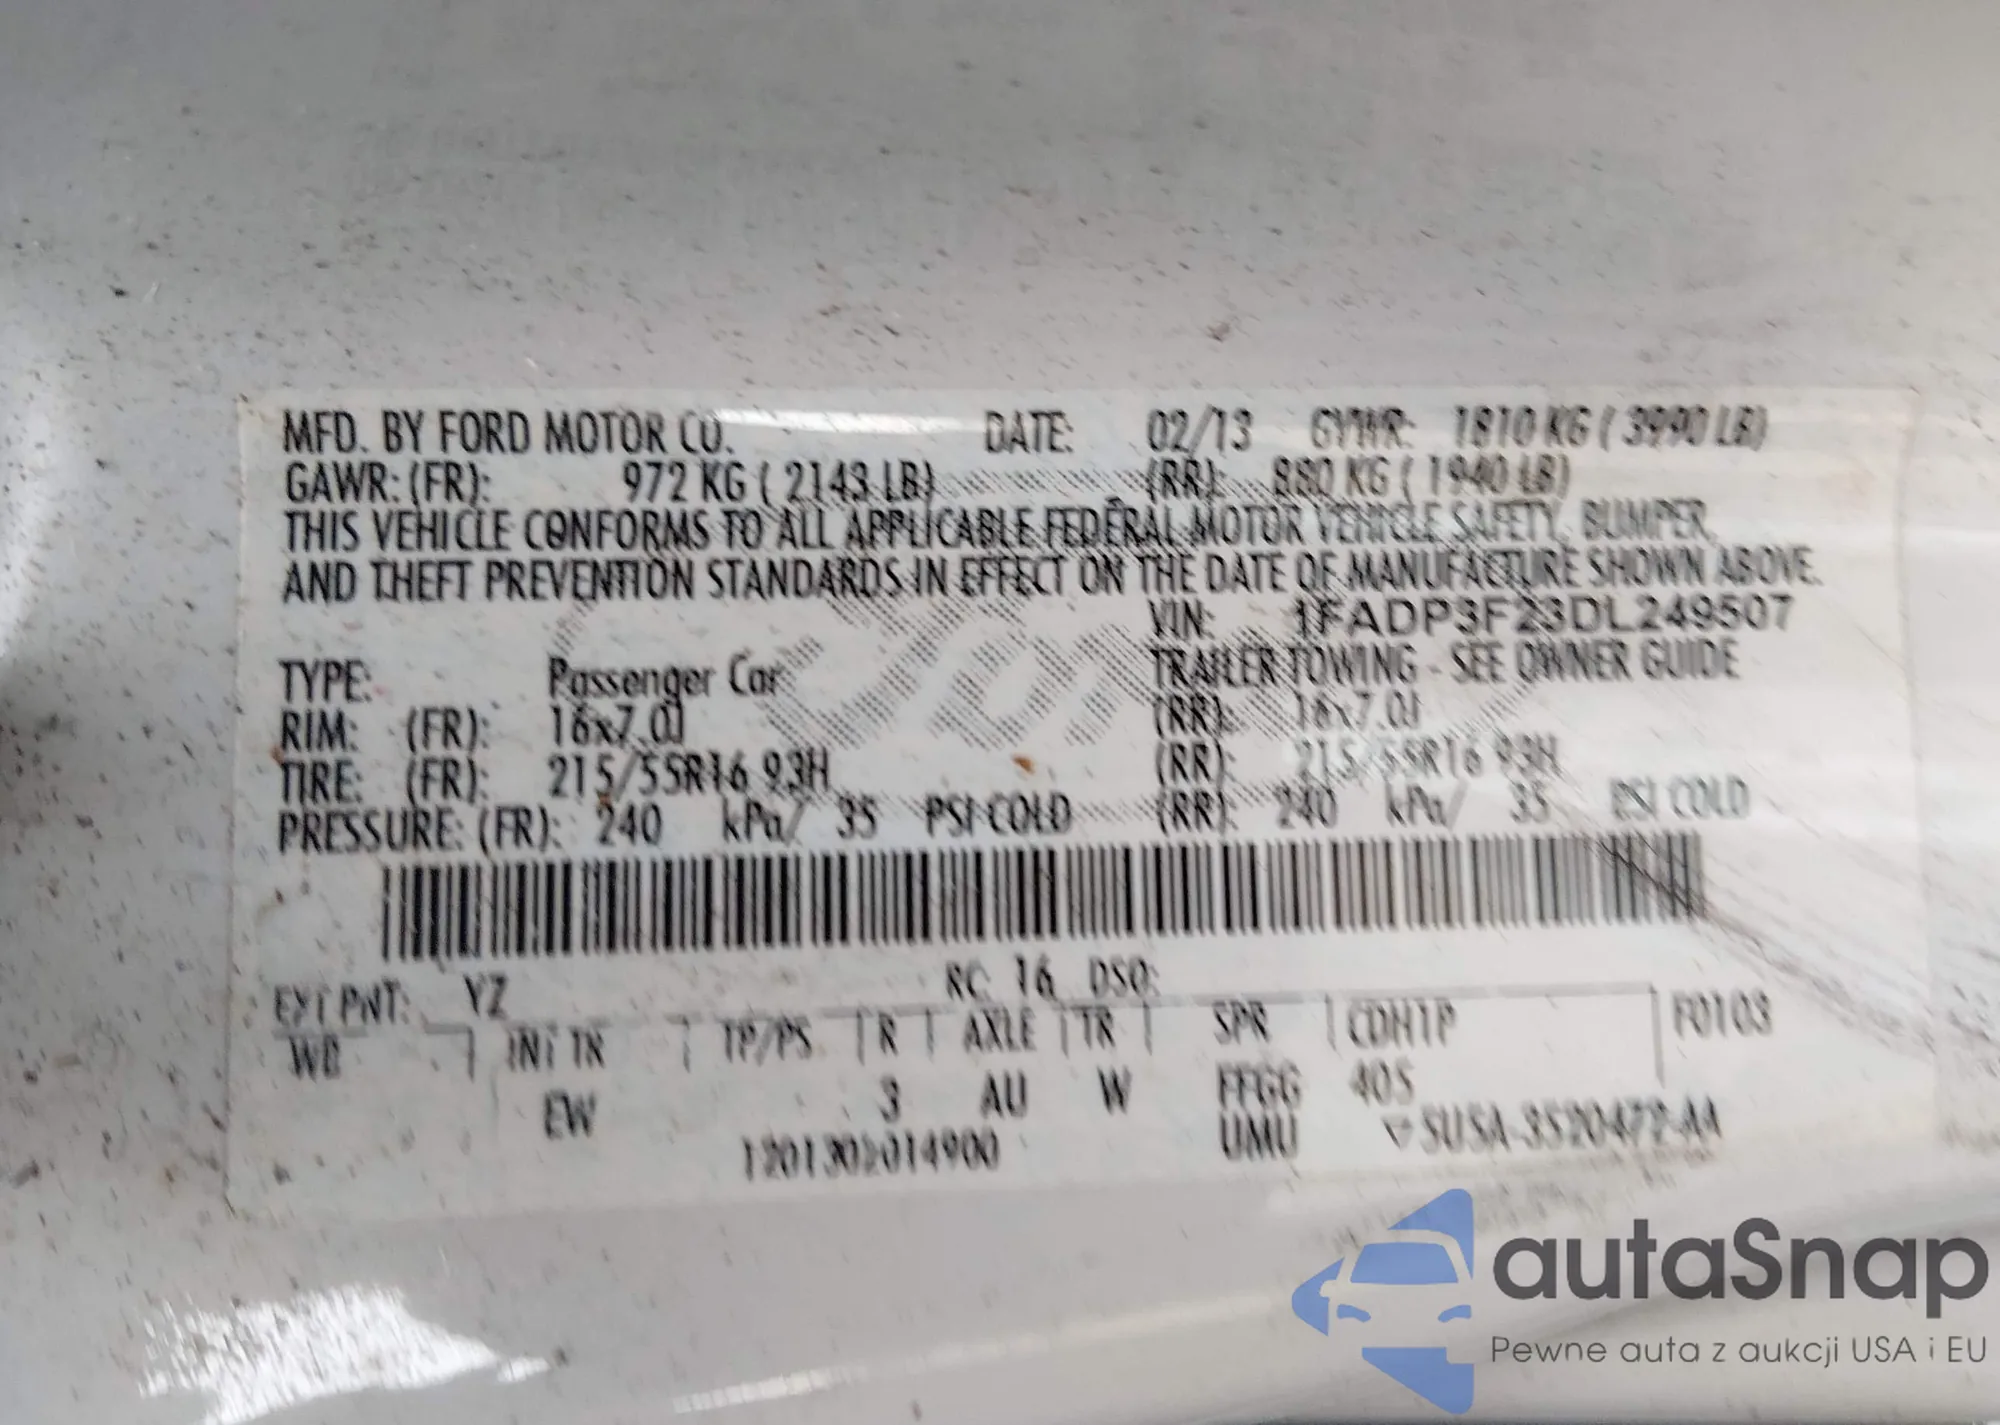 MFD. BY FORD MOTOR CO. DATE: 02/13 GVWR: 1810 KG ( 3990 LB)
GAWR: (FR): 972 KG ( 2143 LB) (RR): 880 KG ( 1940 LB)
THIS VEHICLE CONFORMS TO ALL APPLICABLE FEDERAL MOTOR VEHICLE SAFETY, BUMPER,
AND THEFT PREVENTION STANDARDS IN EFFECT ON THE DATE OF MANUFACTURE SHOWN ABOVE.
VIN: 1FADP3F23DL249507
TYPE: Passenger Car TRAILER TOWING - SEE OWNER GUIDE
RIM: (FR): 16x7.0J (RR): 16x7.0J
TIRE: (FR): 215/55R16 93H (RR): 215/55R16 93H
PRESSURE: (FR): 240 kPa/ 35 PSI COLD (RR): 240 kPa/ 35 PSI COLD
EXT PNT: YZ RC: 16 DSO:
WB INT TR TP/PS R AXLE TR SPR CDH1P F0103
EW 3 AU W FFGG 405
UMU SUSA-3520472-AA
Ford
autaSnap
Pewne auta z aukcji USA i EU